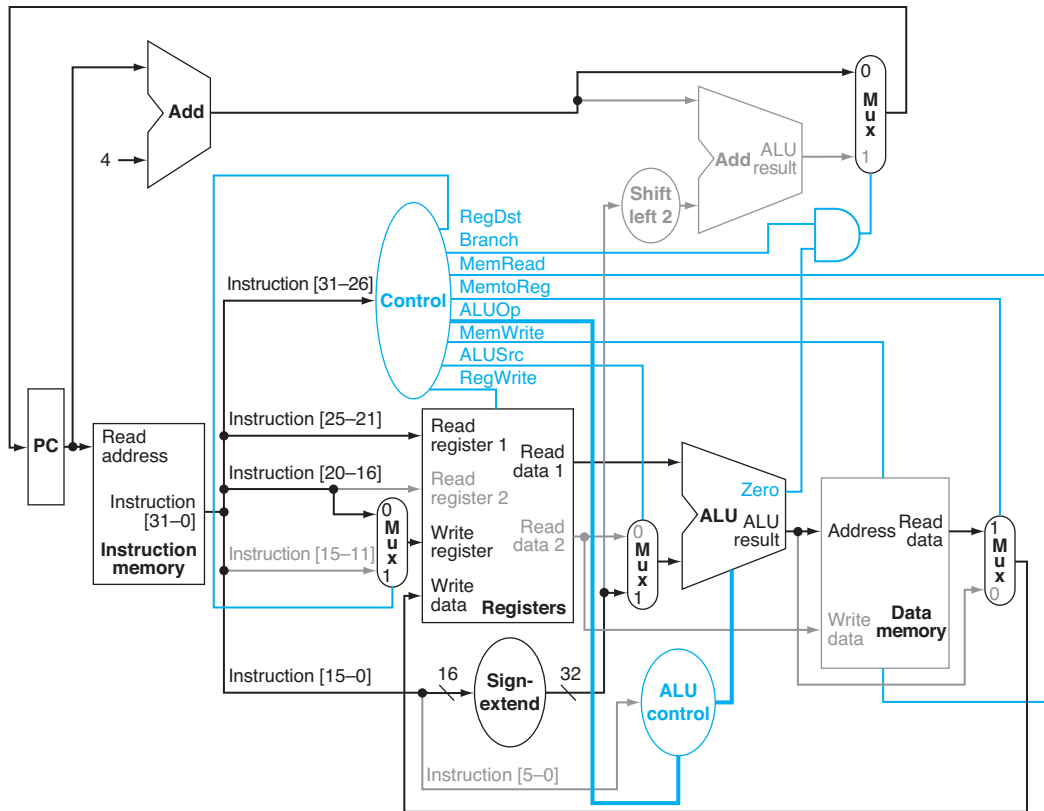 0
M
u
x
1
Add
4
Add
ALU
result
Shift
left 2
RegDst
Branch
MemRead
MemtoReg
ALUOp
MemWrite
ALUSrc
RegWrite
Instruction [31–26]
Control
PC
Read
address
Instruction
[31–0]
Instruction
memory
Instruction [25–21]
Instruction [20–16]
Instruction [15–11]
0
M
u
x
1
Read
register 1
Read
register 2
Write
register
Write
data
Read
data 1
Read
data 2
Registers
0
M
u
x
1
Zero
ALU
ALU
result
Address
Read
data
Write
data
Data
memory
1
M
u
x
0
Instruction [15–0]
16
Sign-
extend
32
ALU
control
Instruction [5–0]